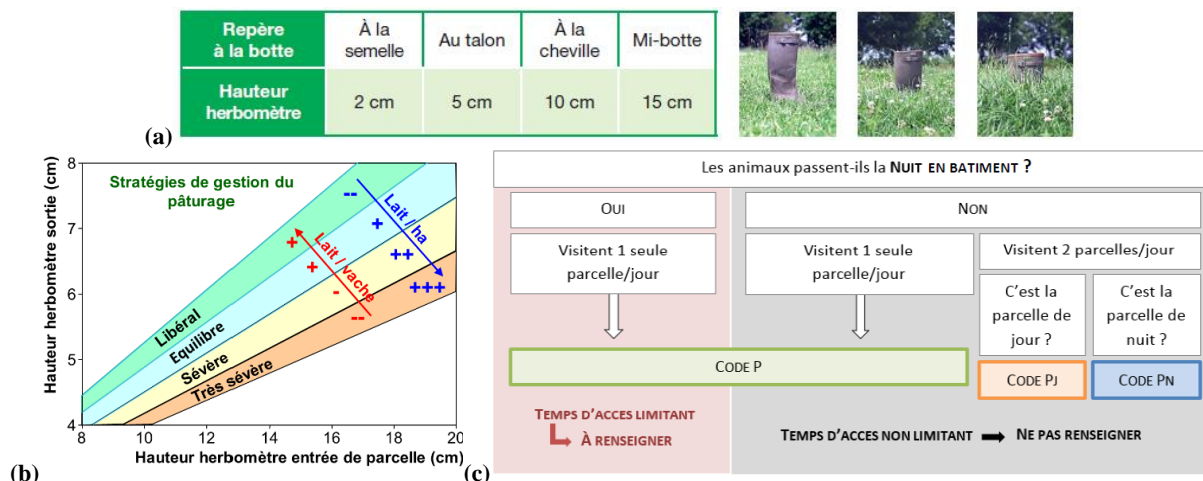 Repère
à la botte
À la
semelle
Au talon
À la
cheville
Mi-botte
Hauteur
herbomètre
2 cm
5 cm
10 cm
15 cm
(a)
Hauteur herbomètre sortie (cm)
8
7
6
5
4
Stratégies de gestion du
pâturage
--
+
++
+++
Lait / ha
+
+
-
--
Lait / vache
Libéral
Equilibre
Sévère
Très sévère
8
10
12
14
16
18
20
Hauteur herbomètre entrée de parcelle (cm)
(b)
Les animaux passent-ils la NUIT EN BATIMENT ?
OUI
NON
Visitent 1 seule
parcelle/jour
Visitent 1 seule
parcelle/jour
Visitent 2 parcelles/jour
C'est la
parcelle de
jour ?
C'est la
parcelle de
nuit ?
CODE P
CODE PJ
CODE PN
TEMPS D'ACCES LIMITANT
À RENSEIGNER
TEMPS D'ACCES NON LIMITANT
NE PAS RENSEIGNER
(c)